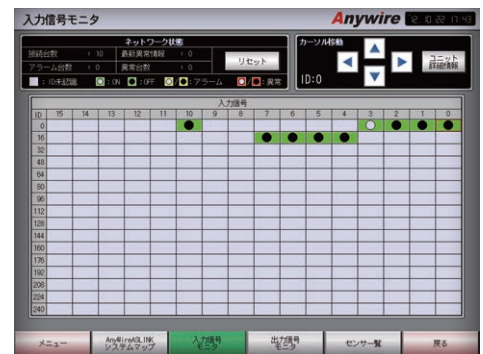 入力信号モニタ
Anywire
ネットワーク状態
接続台数 : 10 最新異常情報 : 0
アラーム台数 : 0 異常台数 : 0
リセット
: ID未認識 : ON : OFF / : アラーム / : 異常
カーソル移動
ID:0
ユニット
詳細情報
入力信号
ID 15 14 13 12 11 10 9 8 7 6 5 4 3 2 1 0
0
16
32
48
64
80
96
112
128
144
160
176
192
208
224
240
メニュー
AnyWireASLINK
システムマップ
入力信号
モニタ
出力信号
モニタ
センサー一覧
戻る